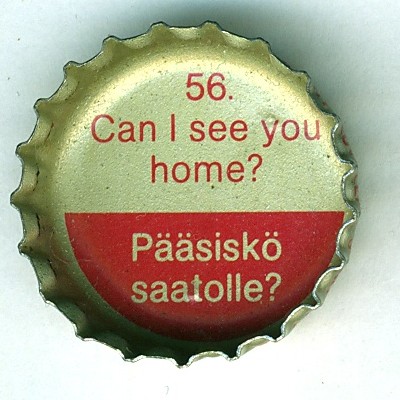 56.
Can I see you
home?
Pääsiskö
saatolle?